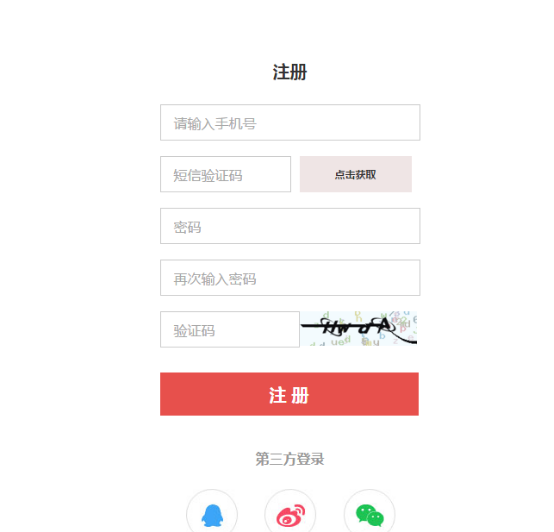 注册
请输入手机号
短信验证码 点击获取
密码
再次输入密码
验证码
注 册
第三方登录